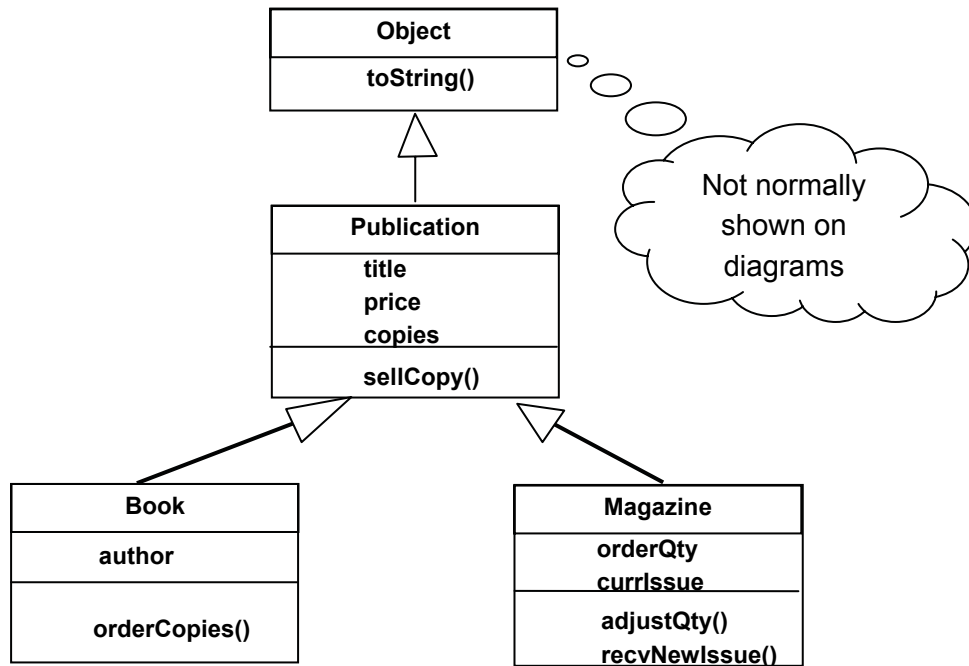 Object
toString()
Not normally
shown on
diagrams
Publication
title
price
copies
sellCopy()
Book
author
orderCopies()
Magazine
orderQty
currIssue
adjustQty()
recvNewIssue()